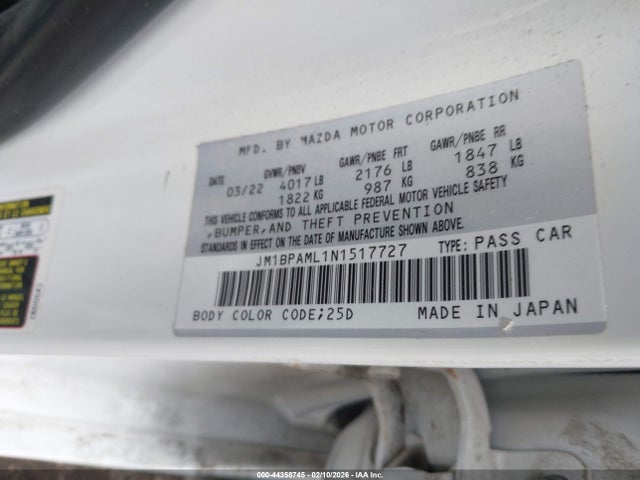 MFD. BY MAZDA MOTOR CORPORATION
DATE GVWR/PNBV GAWR/PNBE FRT GAWR/PNBE RR
03/22 4017 LB 2176 LB 1847 LB
1822 KG 987 KG 838 KG
THIS VEHICLE CONFORMS TO ALL APPLICABLE FEDERAL MOTOR VEHICLE SAFETY
, BUMPER, AND THEFT PREVENTION
STANDARDS IN EFFECT ON THE DATE OF MANUFACTURE SHOWN ABOVE.
JM1BPAML1N1517727 TYPE: PASS CAR
BODY COLOR CODE;25D MADE IN JAPAN
000-44358745 - 02/10/2026 - IAA Inc.